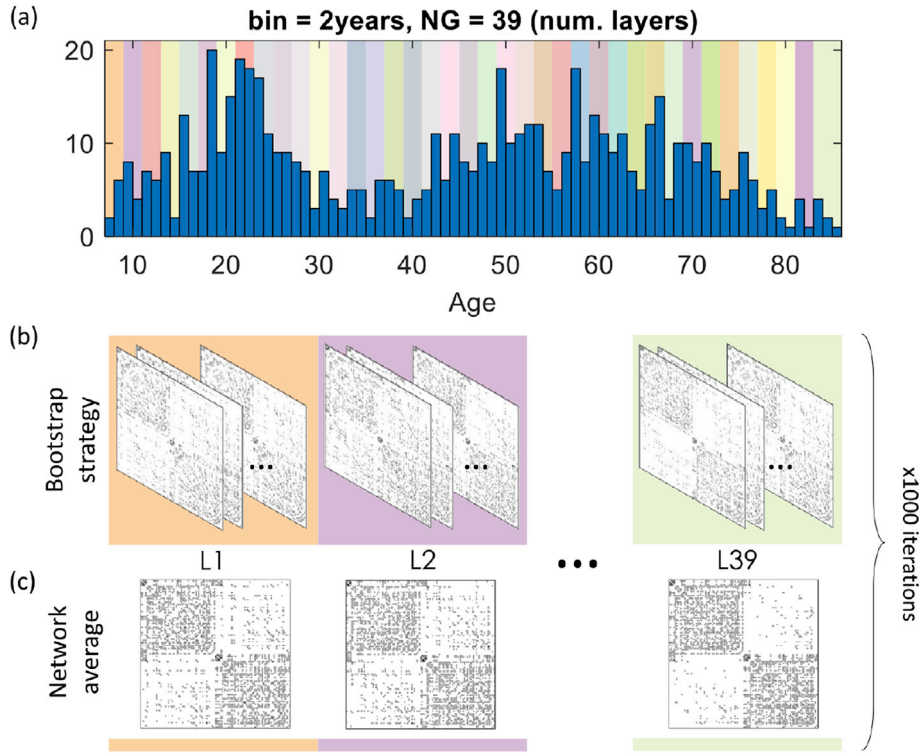 (a)
bin = 2years, NG = 39 (num. layers)
20
10
0
10 20 30 40 50 60 70 80
Age
(b)
Bootstrap
strategy
...
...
...
L1 L2 ... L39
(c)
Network
average
x1000 iterations